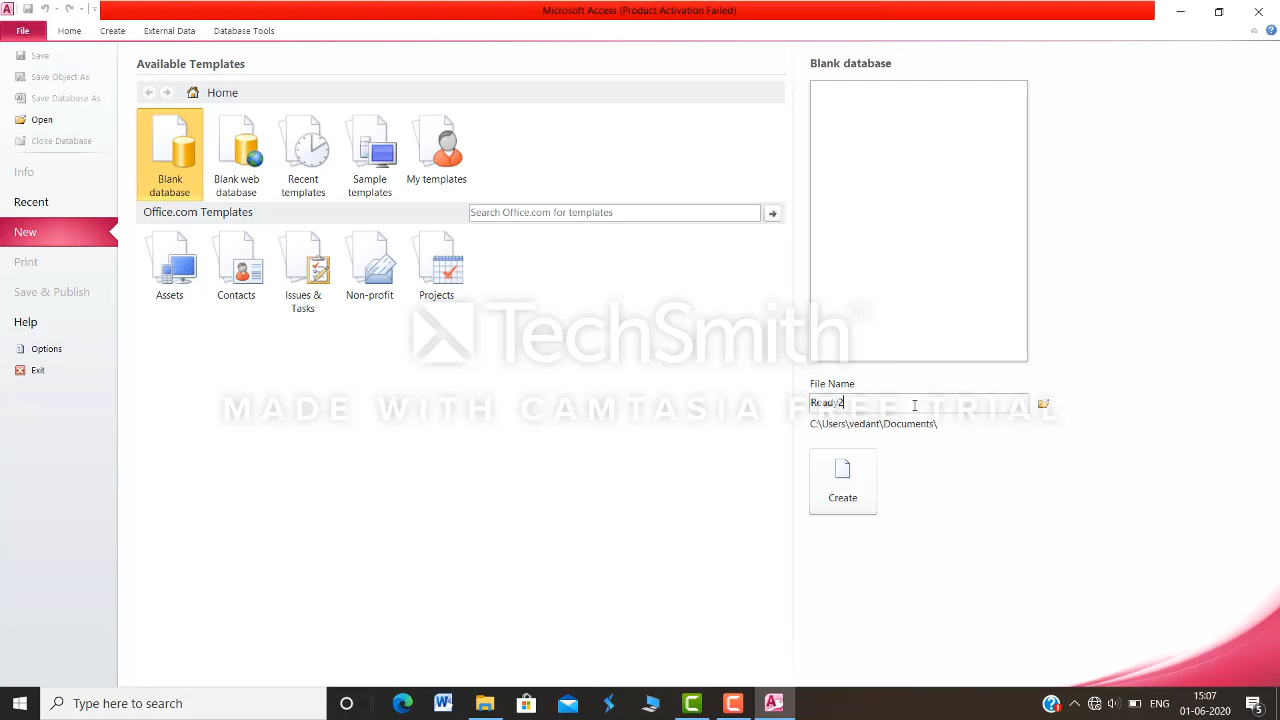 Microsoft Access (Product Activation Failed)
File Home Create External Data Database Tools
Save
Save Object As
Save Database As
Open
Close Database
Info
Recent
New
Print
Save & Publish
Help
Options
Exit
Available Templates
Home
Blank database
Blank web database
Recent templates
Sample templates
My templates
Office.com Templates
Search Office.com for templates
Assets
Contacts
Issues & Tasks
Non-profit
Projects
Blank database
File Name
Ready2
C:\Users\vedant\Documents\
Create
TechSmith®
MADE WITH CAMTASIA FREE TRIAL
Type here to search
ENG
15:07
01-06-2020
5